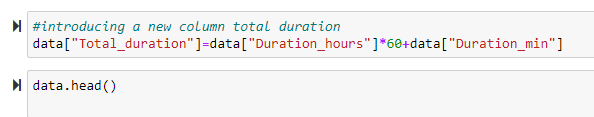 #introducing a new column total duration
data["Total_duration"]=data["Duration_hours"]*60+data["Duration_min"]
data.head()